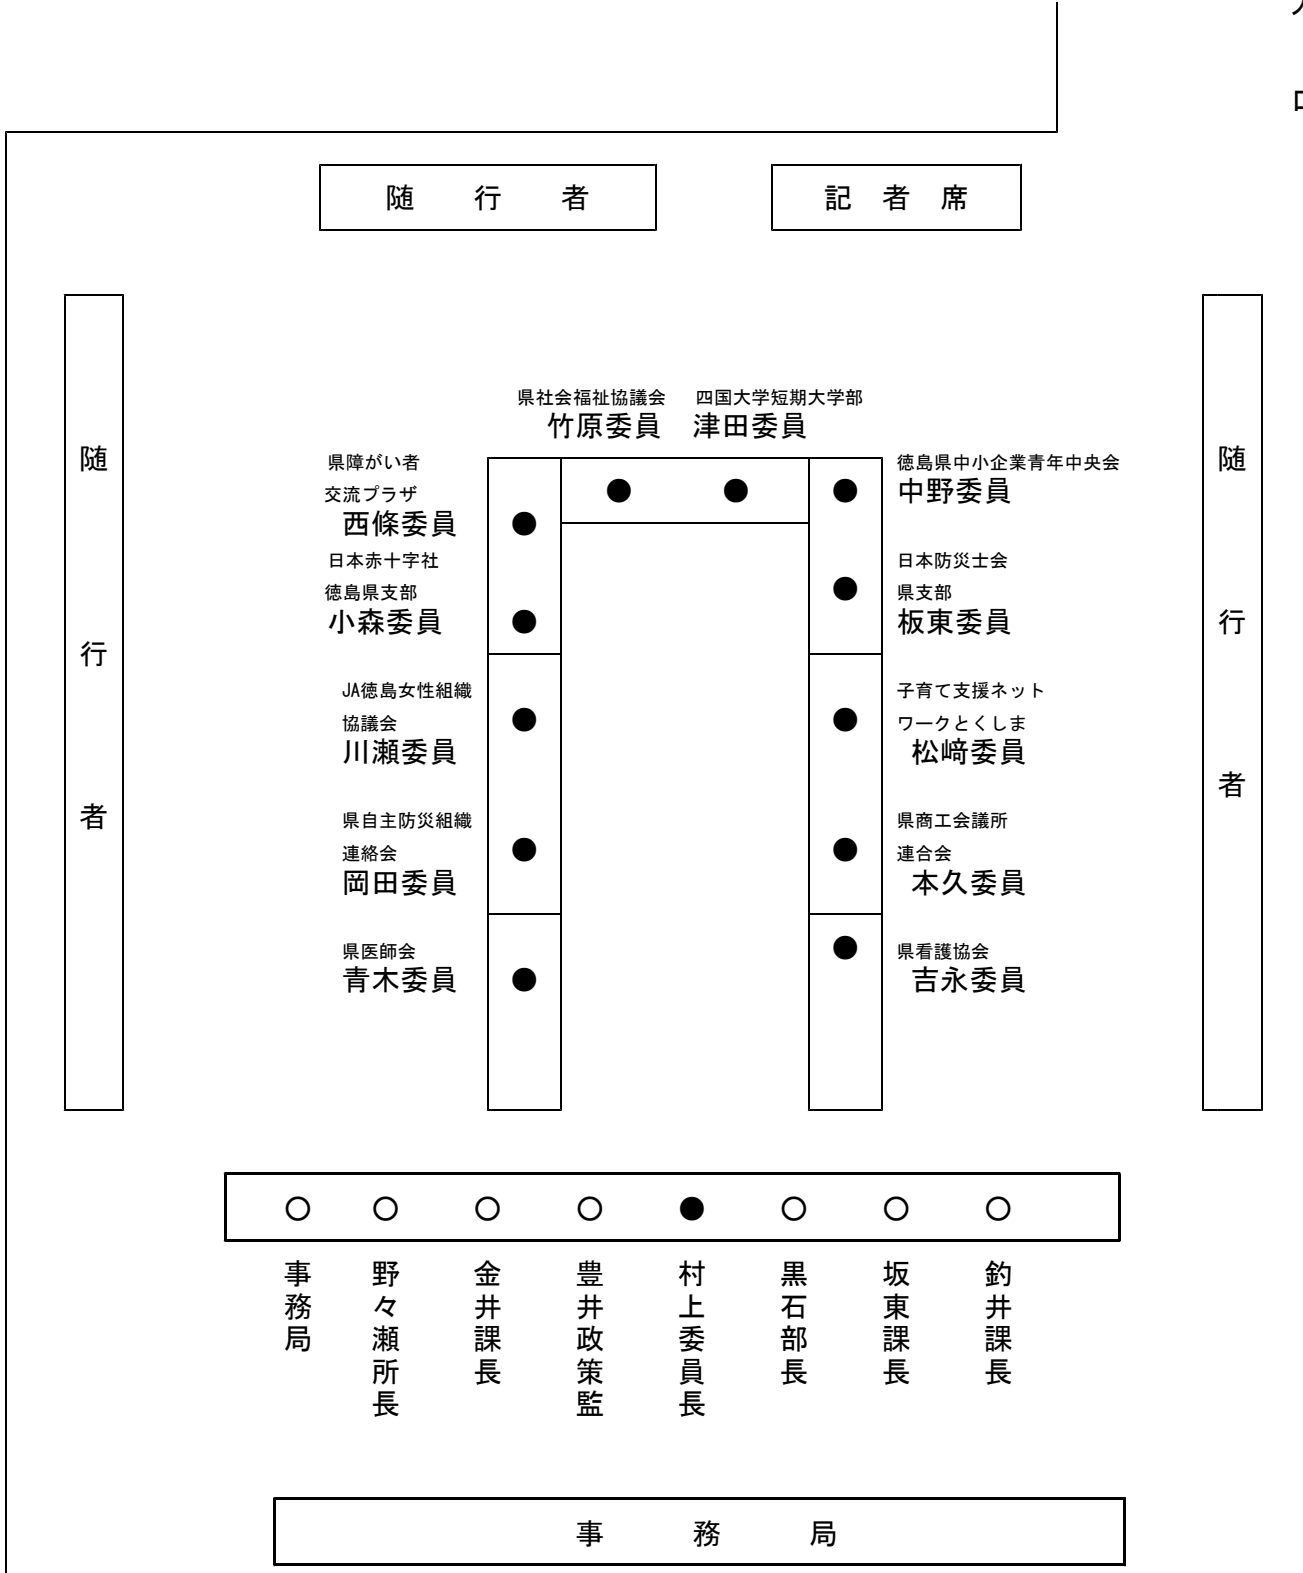 随行者
記者席
随行者
随行者
県社会福祉協議会
竹原委員
四国大学短期大学部
津田委員
県障がい者
交流プラザ
西條委員
日本赤十字社
徳島県支部
小森委員
JA徳島女性組織
協議会
川瀬委員
県自主防災組織
連絡会
岡田委員
県医師会
青木委員
徳島県中小企業青年中央会
中野委員
日本防災士会
県支部
板東委員
子育て支援ネット
ワークとくしま
松﨑委員
県商工会議所
連合会
本久委員
県看護協会
吉永委員
事務局
野々瀬所長
金井課長
豊井政策監
村上委員長
黒石部長
坂東課長
釣井課長
事務局